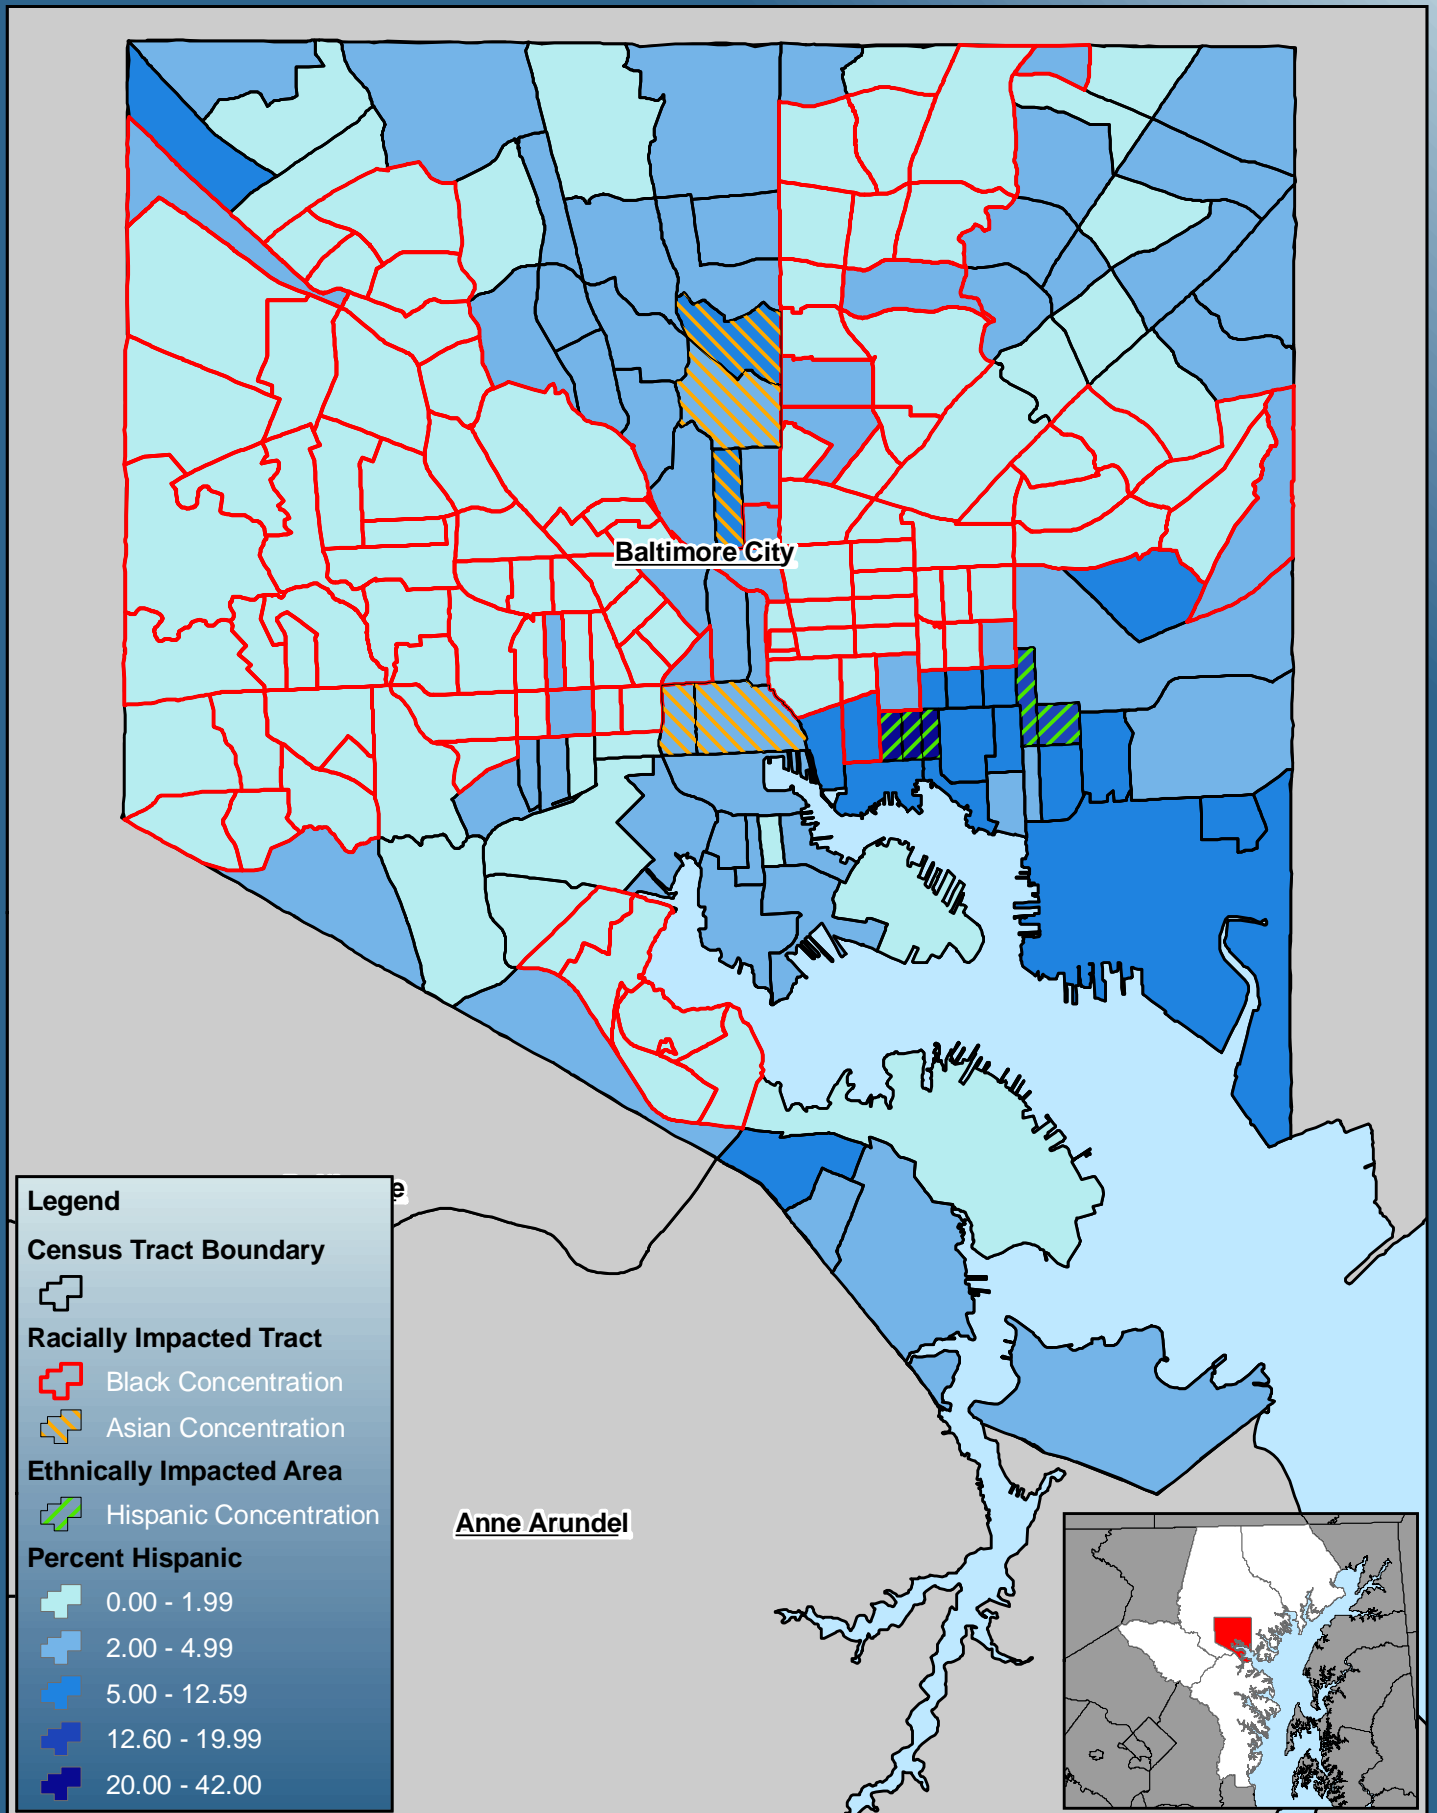 Baltimore City
e
Legend
Census Tract Boundary
Racially Impacted Tract
Black Concentration
Asian Concentration
Ethnically Impacted Area
Hispanic Concentration
Percent Hispanic
0.00 - 1.99
2.00 - 4.99
5.00 - 12.59
12.60 - 19.99
20.00 - 42.00
Anne Arundel